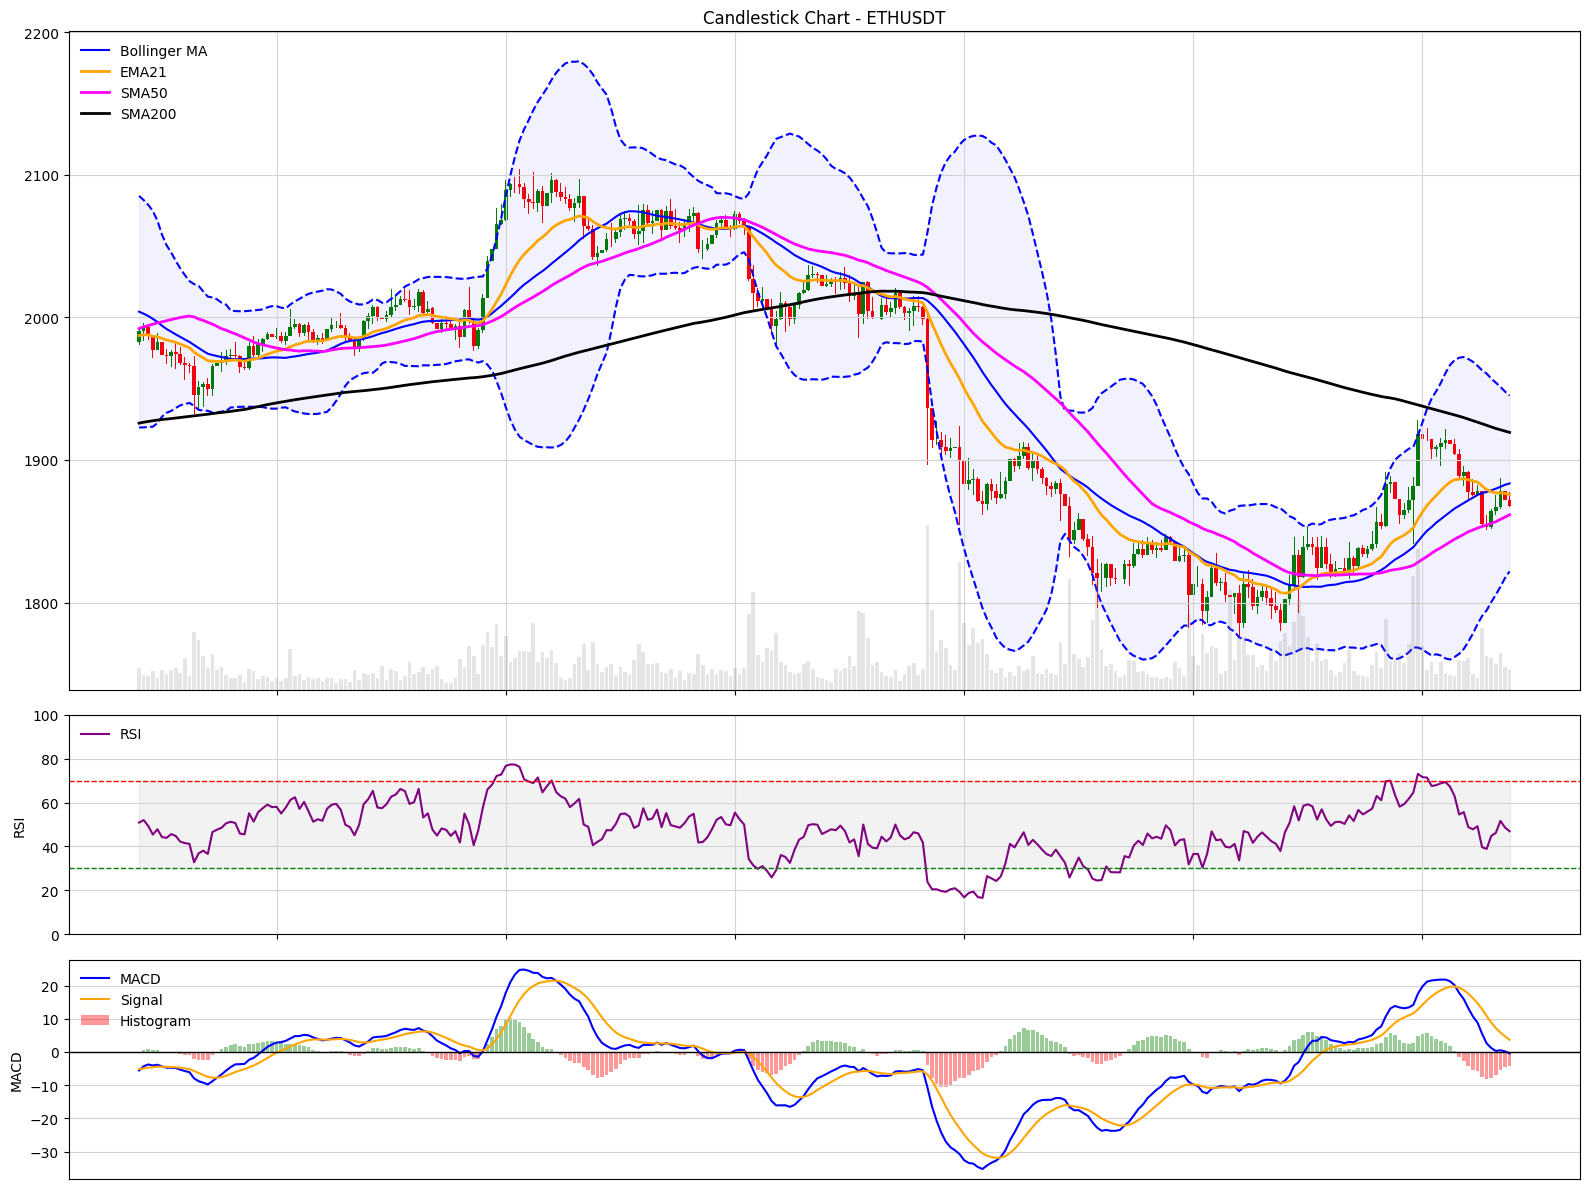 Candlestick Chart - ETHUSDT
2200
2100
2000
1900
1800
Bollinger MA
EMA21
SMA50
SMA200
100
80
60
40
20
0
RSI
RSI
20
10
0
−10
−20
−30
MACD
MACD
Signal
Histogram